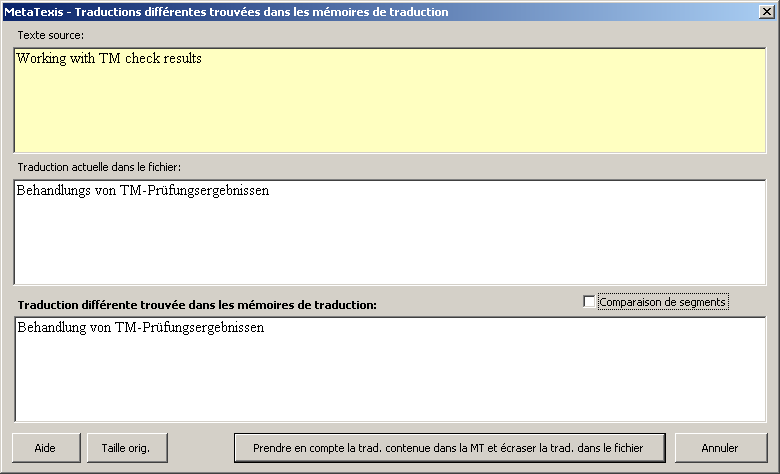 MetaTexis - Traductions différentes trouvées dans les mémoires de traduction
Texte source:
Working with TM check results
Traduction actuelle dans le fichier:
Behandlungs von TM-Prüfungsergebnissen
Traduction différente trouvée dans les mémoires de traduction:
Comparaison de segments
Behandlung von TM-Prüfungsergebnissen
Aide
Taille orig.
Prendre en compte la trad. contenue dans la MT et écraser la trad. dans le fichier
Annuler